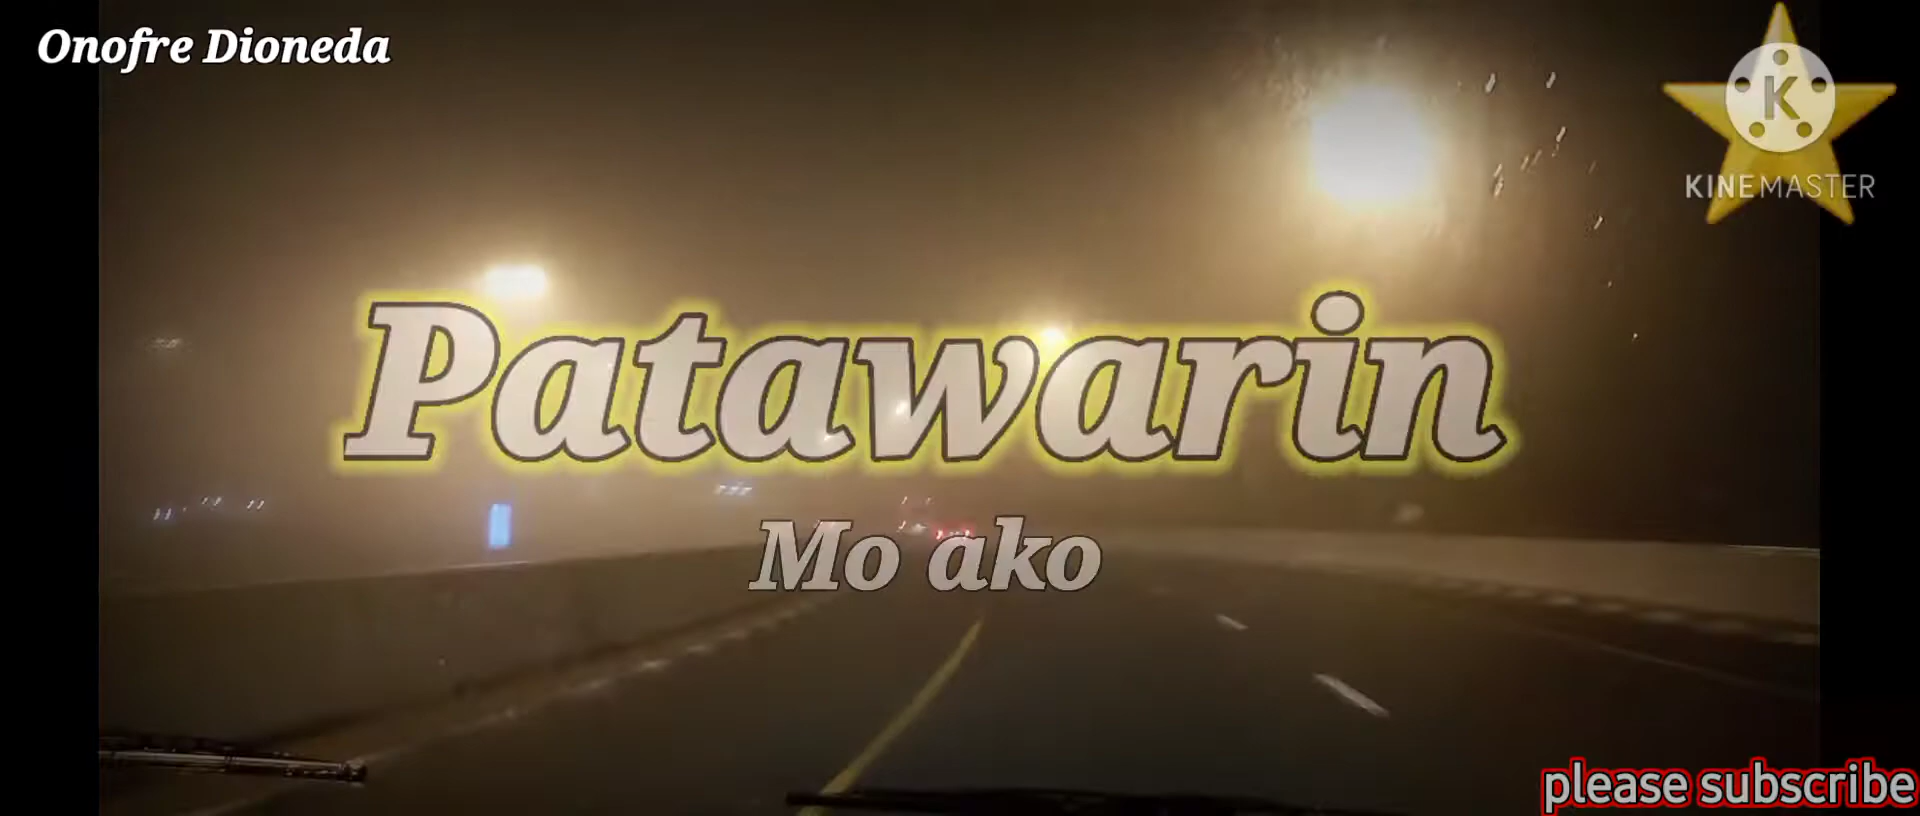 Onofre Dioneda
K
KINEMASTER
Patawarin
Mo ako
please subscribe